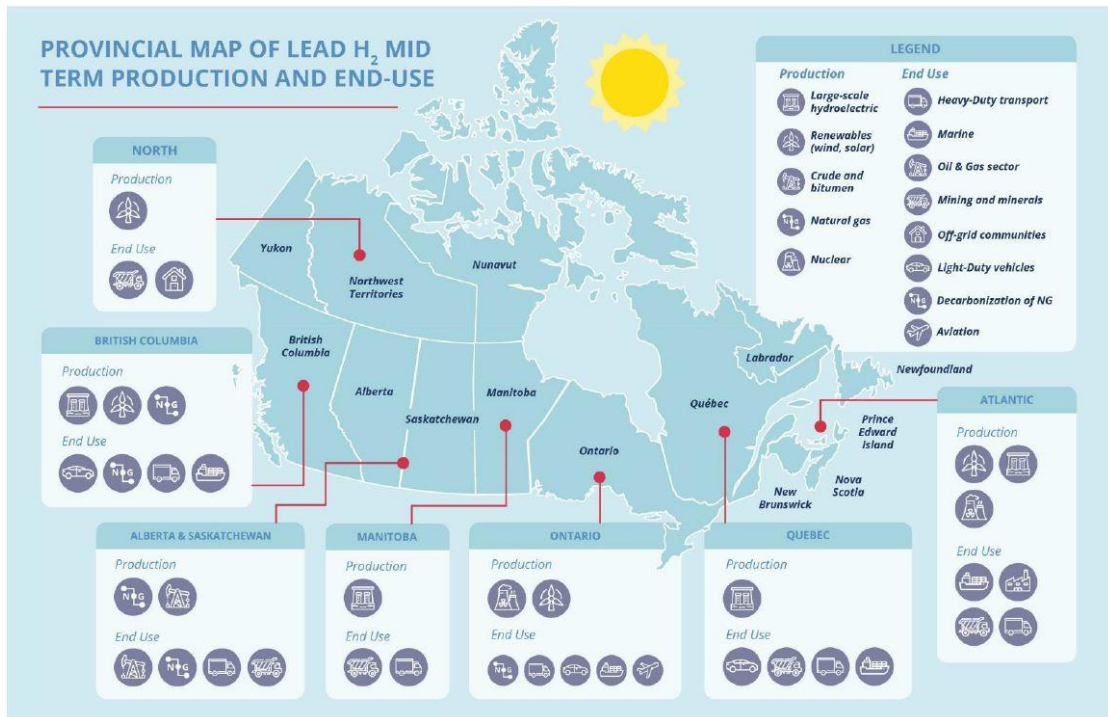 PROVINCIAL MAP OF LEAD H₂ MID
TERM PRODUCTION AND END-USE
LEGEND
Production
Large-scale
hydroelectric
Renewables
(wind, solar)
Crude and
bitumen
N G
Natural gas
Nuclear
End Use
Heavy-Duty transport
Marine
Oil & Gas sector
Mining and minerals
Off-grid communities
Light-Duty vehicles
N G
Decarbonization of NG
Aviation
NORTH
Production
End Use
Yukon
Northwest
Territories
Nunavut
British
Columbia
Alberta
Saskatchewan
Manitoba
Ontario
Québec
Labrador
Newfoundland
Prince
Edward
Island
Nova
Scotia
New
Brunswick
BRITISH COLUMBIA
Production
N G
End Use
N G
ALBERTA & SASKATCHEWAN
Production
N G
End Use
N G
MANITOBA
Production
End Use
ONTARIO
Production
End Use
N G
QUEBEC
Production
End Use
ATLANTIC
Production
End Use